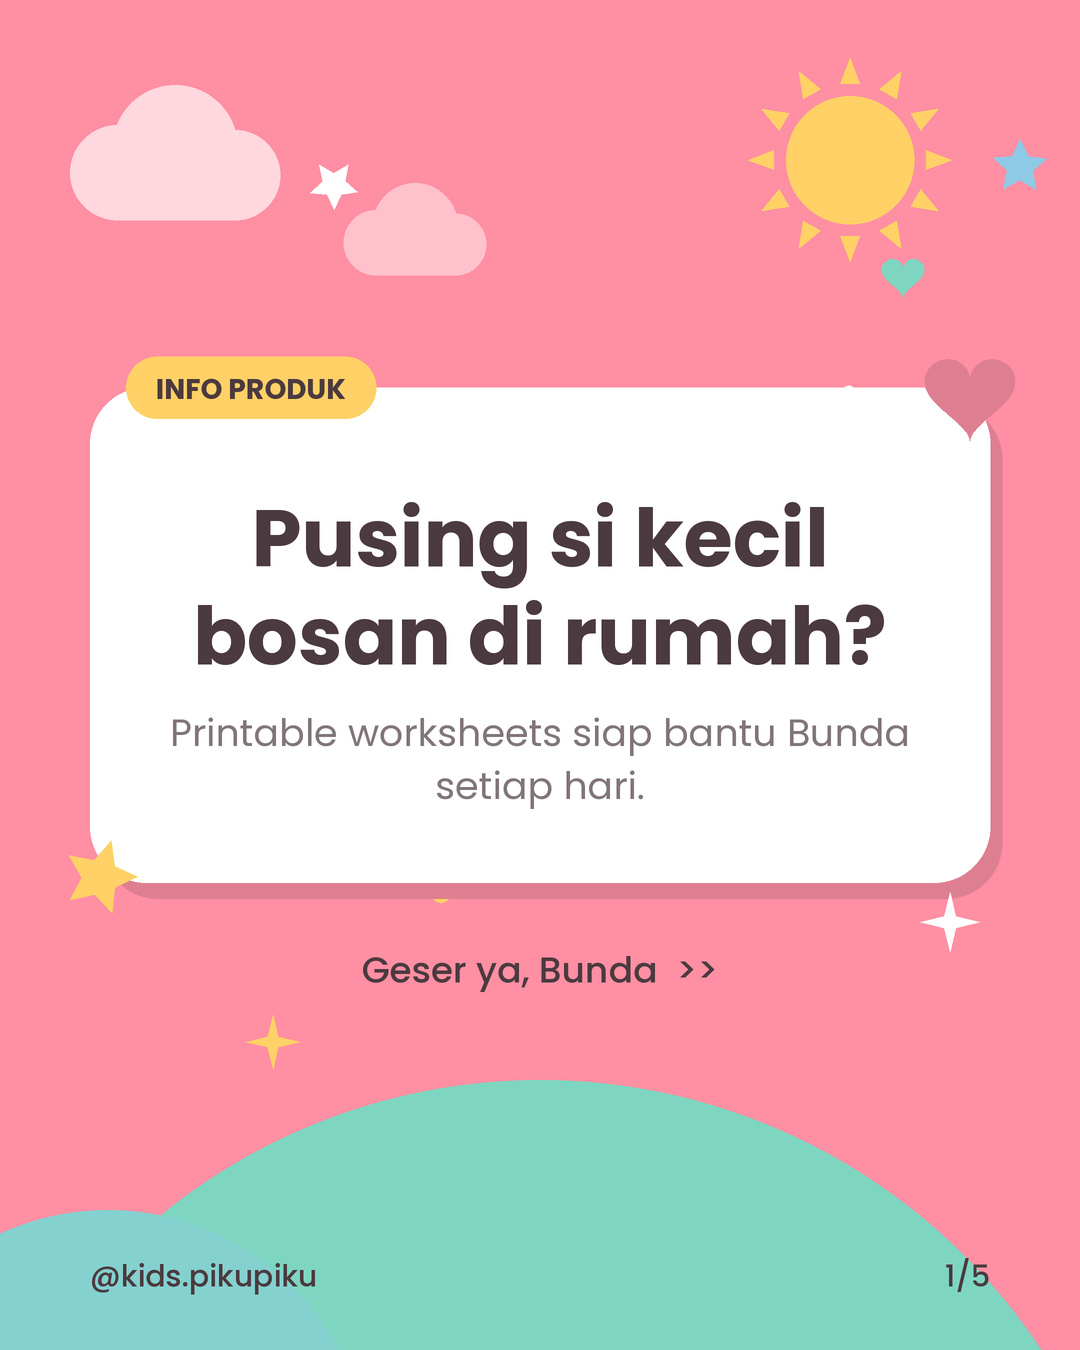 INFO PRODUK
Pusing si kecil
bosan di rumah?
Printable worksheets siap bantu Bunda
setiap hari.
Geser ya, Bunda >>
@kids.pikupiku
1/5